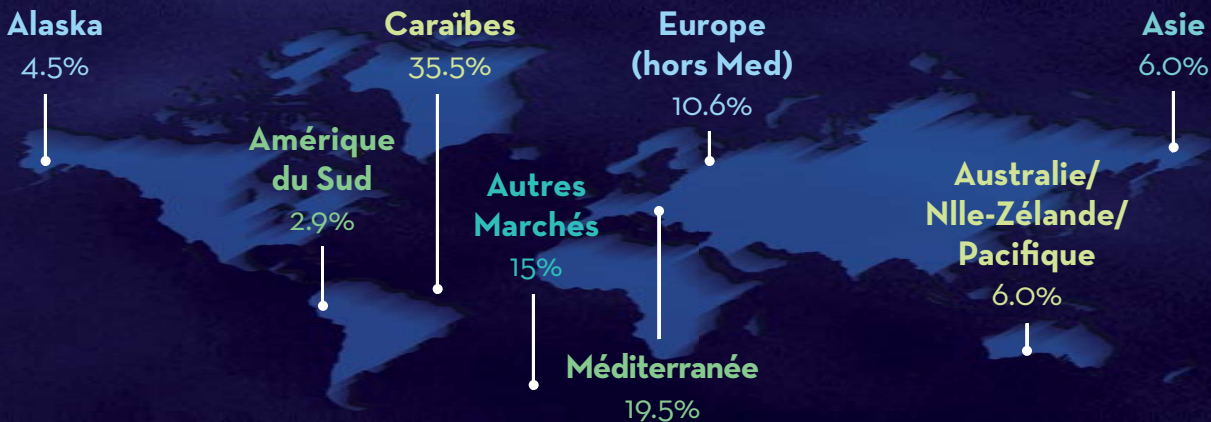 Alaska
4.5%
Caraïbes
35.5%
Europe
(hors Med)
10.6%
Asie
6.0%
Amérique
du Sud
2.9%
Autres
Marchés
15%
Australie/
Nlle-Zélande/
Pacifique
6.0%
Méditerranée
19.5%